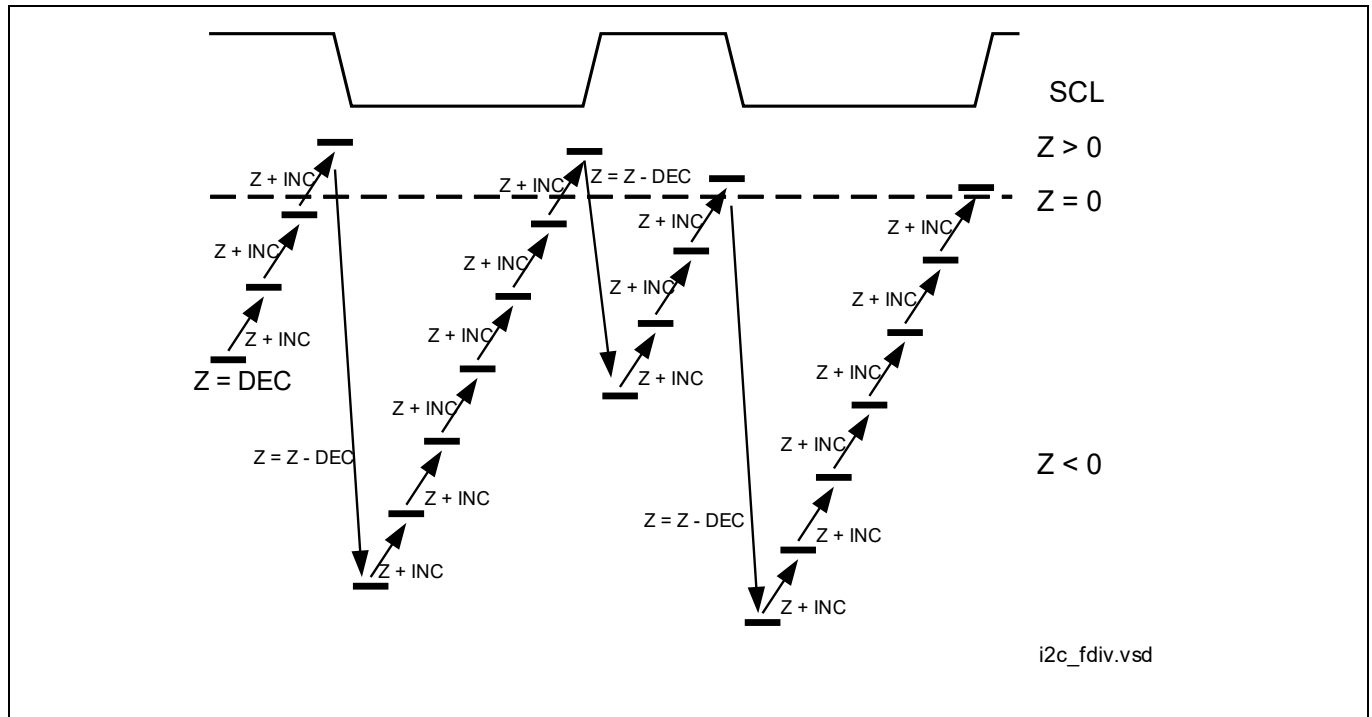 SCL
Z > 0
Z + INC
Z + INC
Z = Z - DEC
Z = 0
Z + INC
Z + INC
Z + INC
Z + INC
Z + INC
Z + INC
Z + INC
Z + INC
Z + INC
Z + INC
Z = DEC
Z + INC
Z + INC
Z + INC
Z = Z - DEC
Z + INC
Z < 0
Z + INC
Z = Z - DEC
Z + INC
Z + INC
Z + INC
i2c_fdiv.vsd